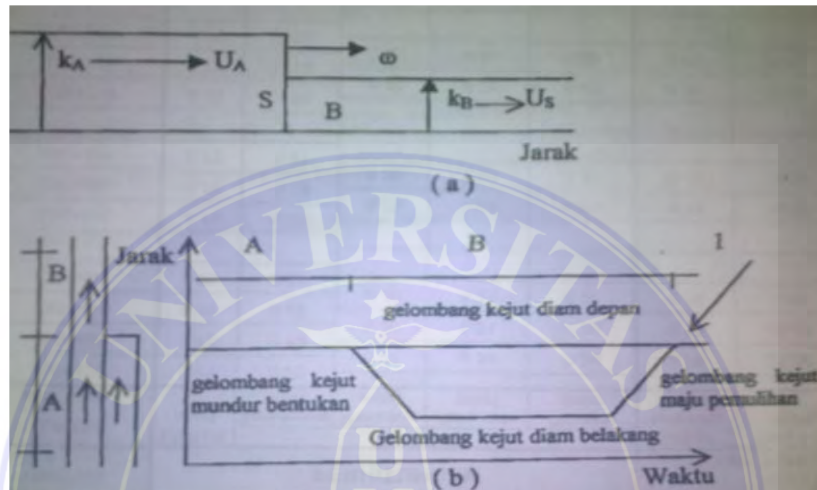 kA UA ω
S B kB US
Jarak
( a )
Jarak A B 1
B
gelombang kejut diam depan
gelombang kejut gelombang kejut
A mundur bentukan maju pemulihan
Gelombang kejut diam belakang
( b ) Waktu
UNIVERSITAS
U